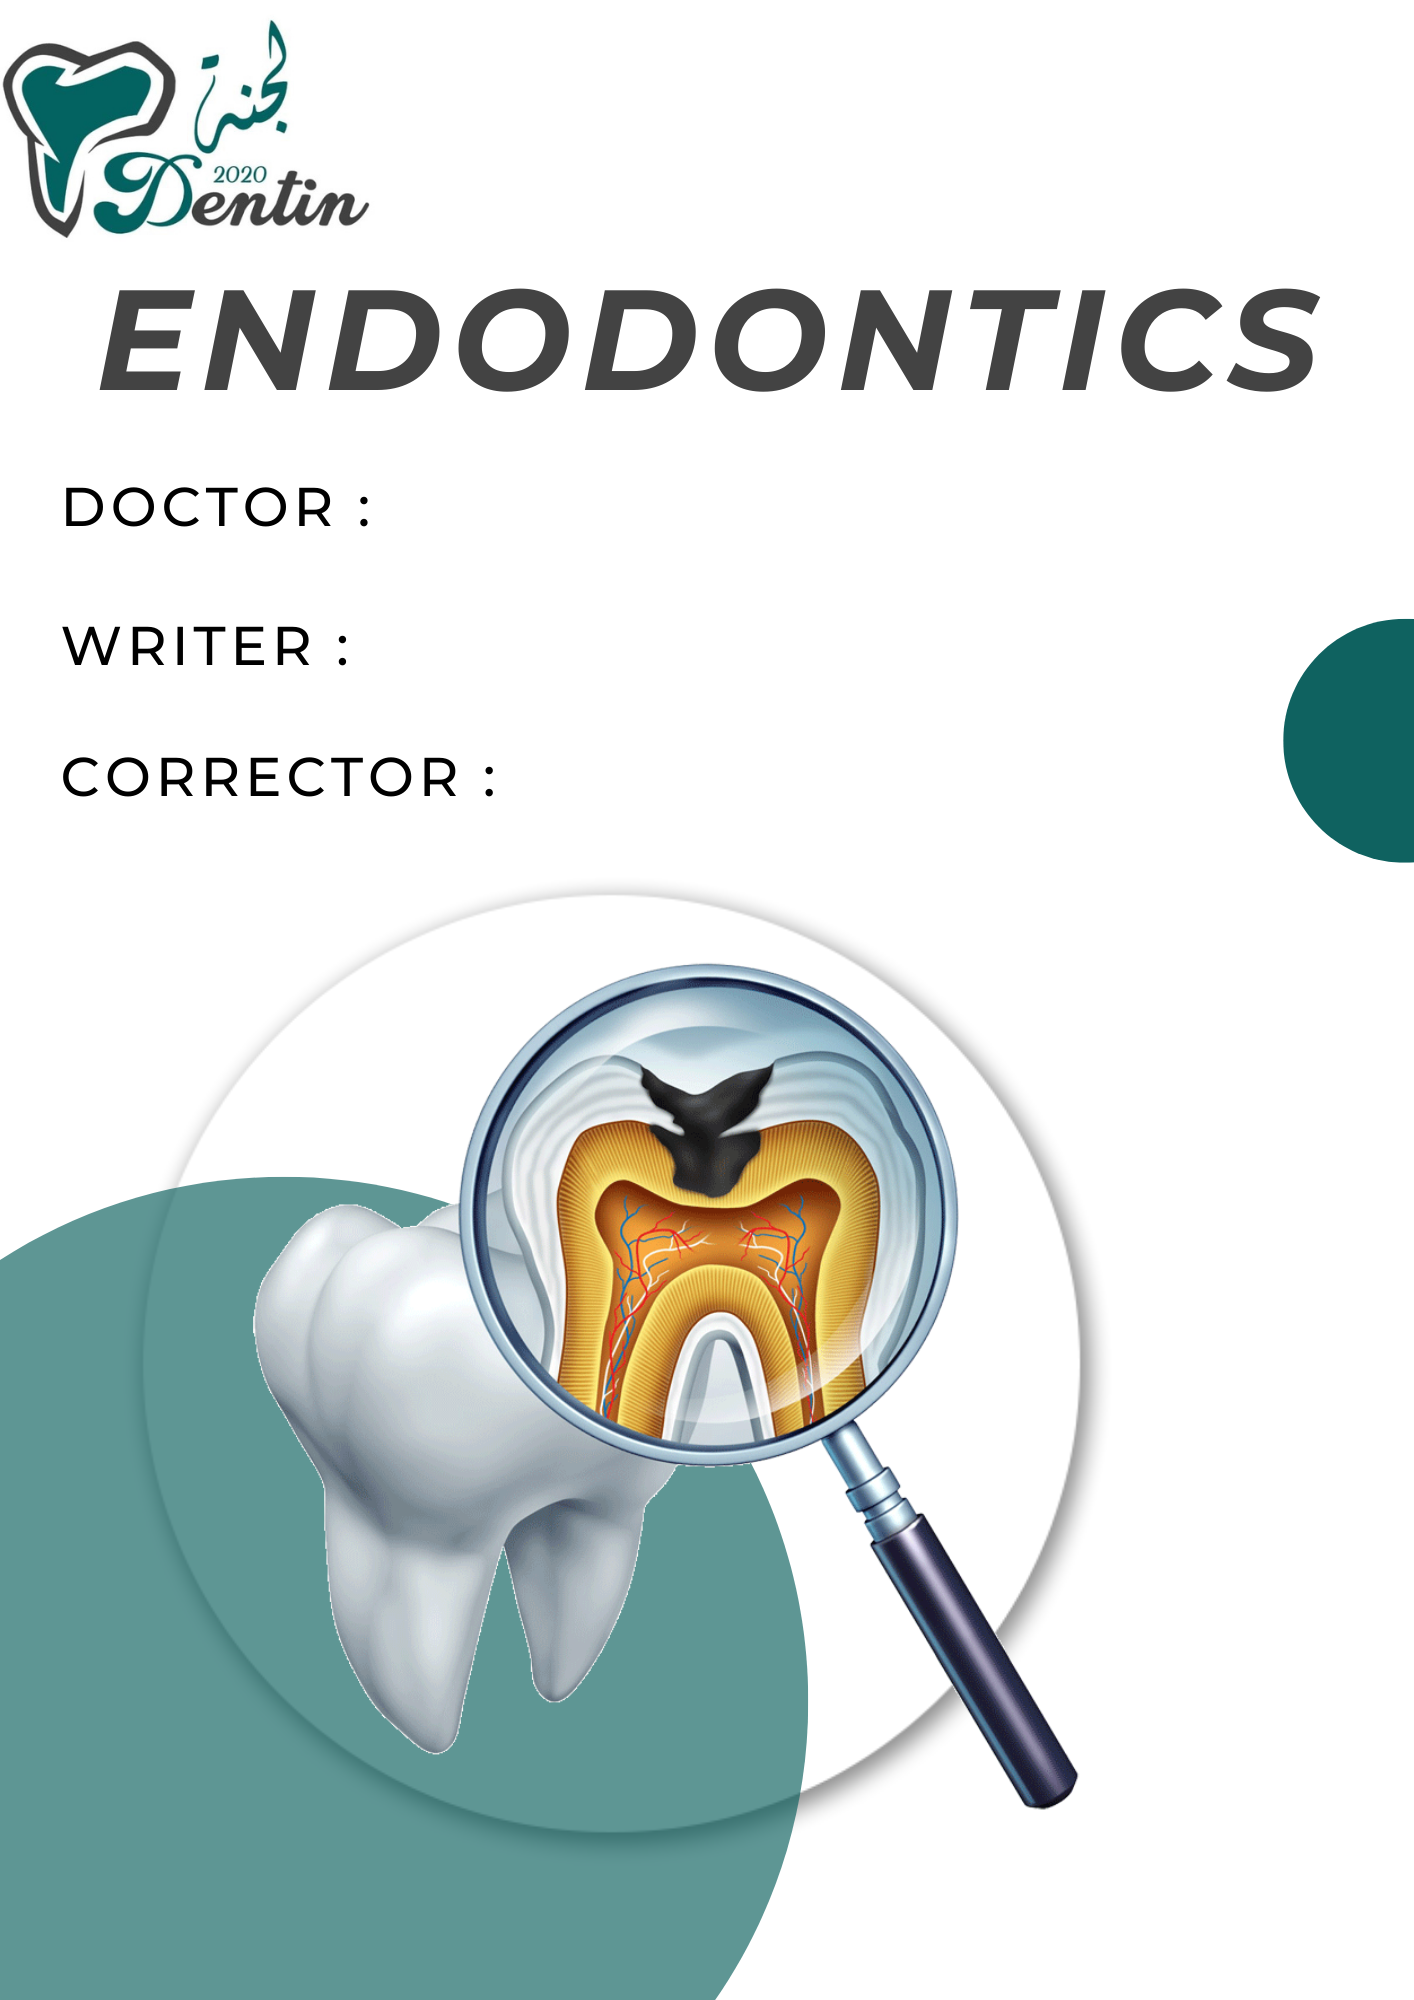 لجنة
2020
Dentin
ENDODONTICS
DOCTOR :
WRITER :
CORRECTOR :